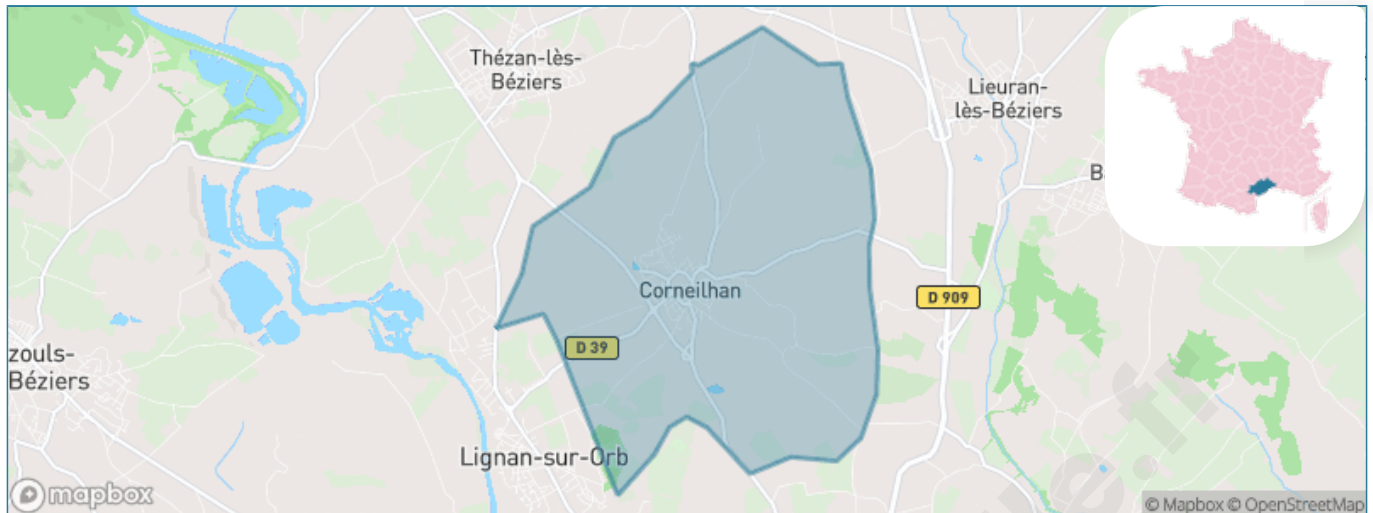 Thézan-lès-
Béziers
Lieuran-
lès-Béziers
B
Corneilhan
D 909
D 39
zouls-
Béziers
Lignan-sur-Orb
mapbox
© Mapbox © OpenStreetMap